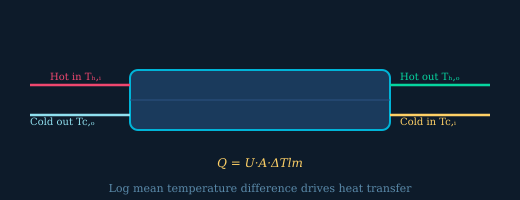 Hot in Tₕ,ᵢ
Hot out Tₕ,ₒ
Cold out Tc,ₒ
Cold in Tc,ᵢ
Q = U·A·ΔTlm
Log mean temperature difference drives heat transfer